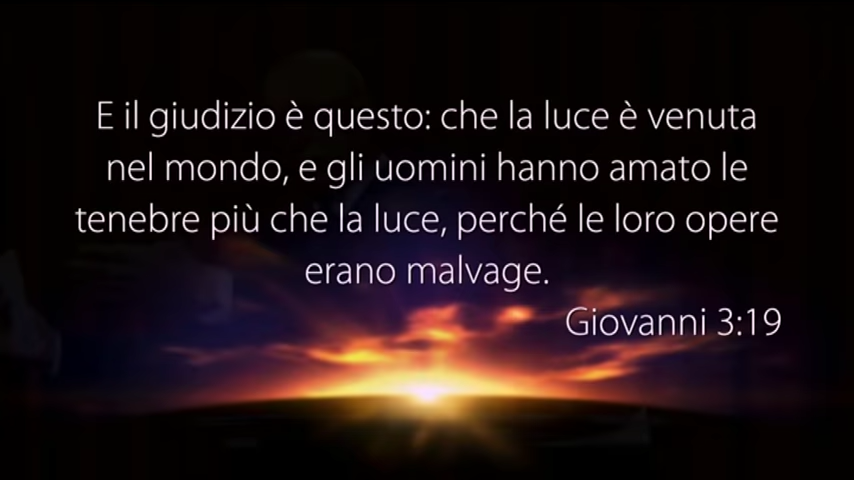 E il giudizio è questo: che la luce è venuta
nel mondo, e gli uomini hanno amato le
tenebre più che la luce, perché le loro opere
erano malvage.
Giovanni 3:19